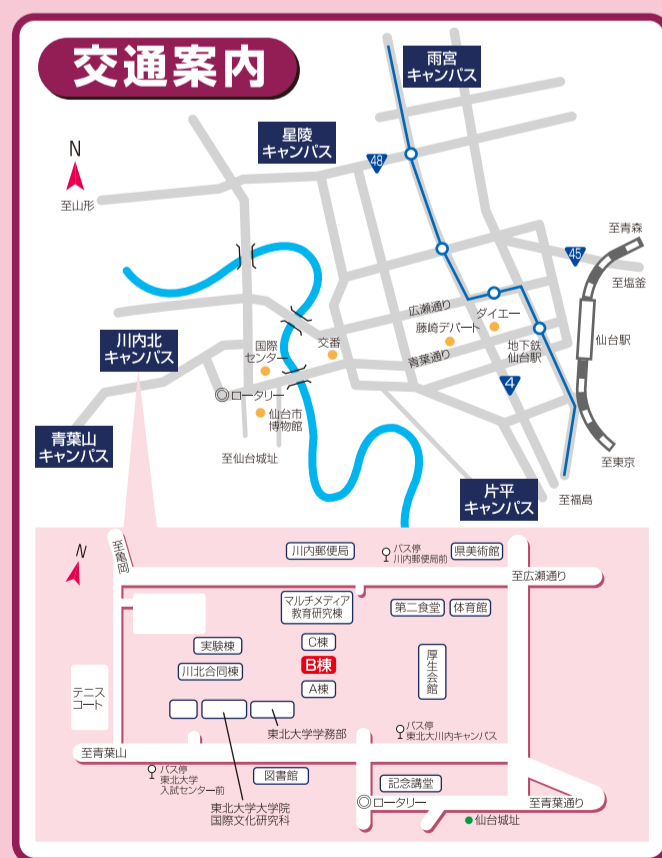 交通案内
雨宮
キャンパス
星陵
キャンパス
N
48
至山形
至青森
45
至塩釜
広瀬通り
ダイエー
藤崎デパート
地下鉄
仙台駅
仙台駅
川内北
キャンパス
国際
センター
交番
青葉通り
4
ロータリー
仙台市
博物館
青葉山
キャンパス
至仙台城址
至東京
片平
キャンパス
至福島
N
至亀岡
川内郵便局
バス停
川内郵便局前
県美術館
至広瀬通り
マルチメディア
教育研究棟
第二食堂
体育館
実験棟
C棟
川北合同棟
B棟
厚生
会館
A棟
テニス
コート
東北大学学務部
バス停
東北大川内キャンパス
至青葉山
バス停
東北大学
入試センター前
図書館
記念講堂
東北大学大学院
国際文化研究科
ロータリー
至青葉通り
仙台城址